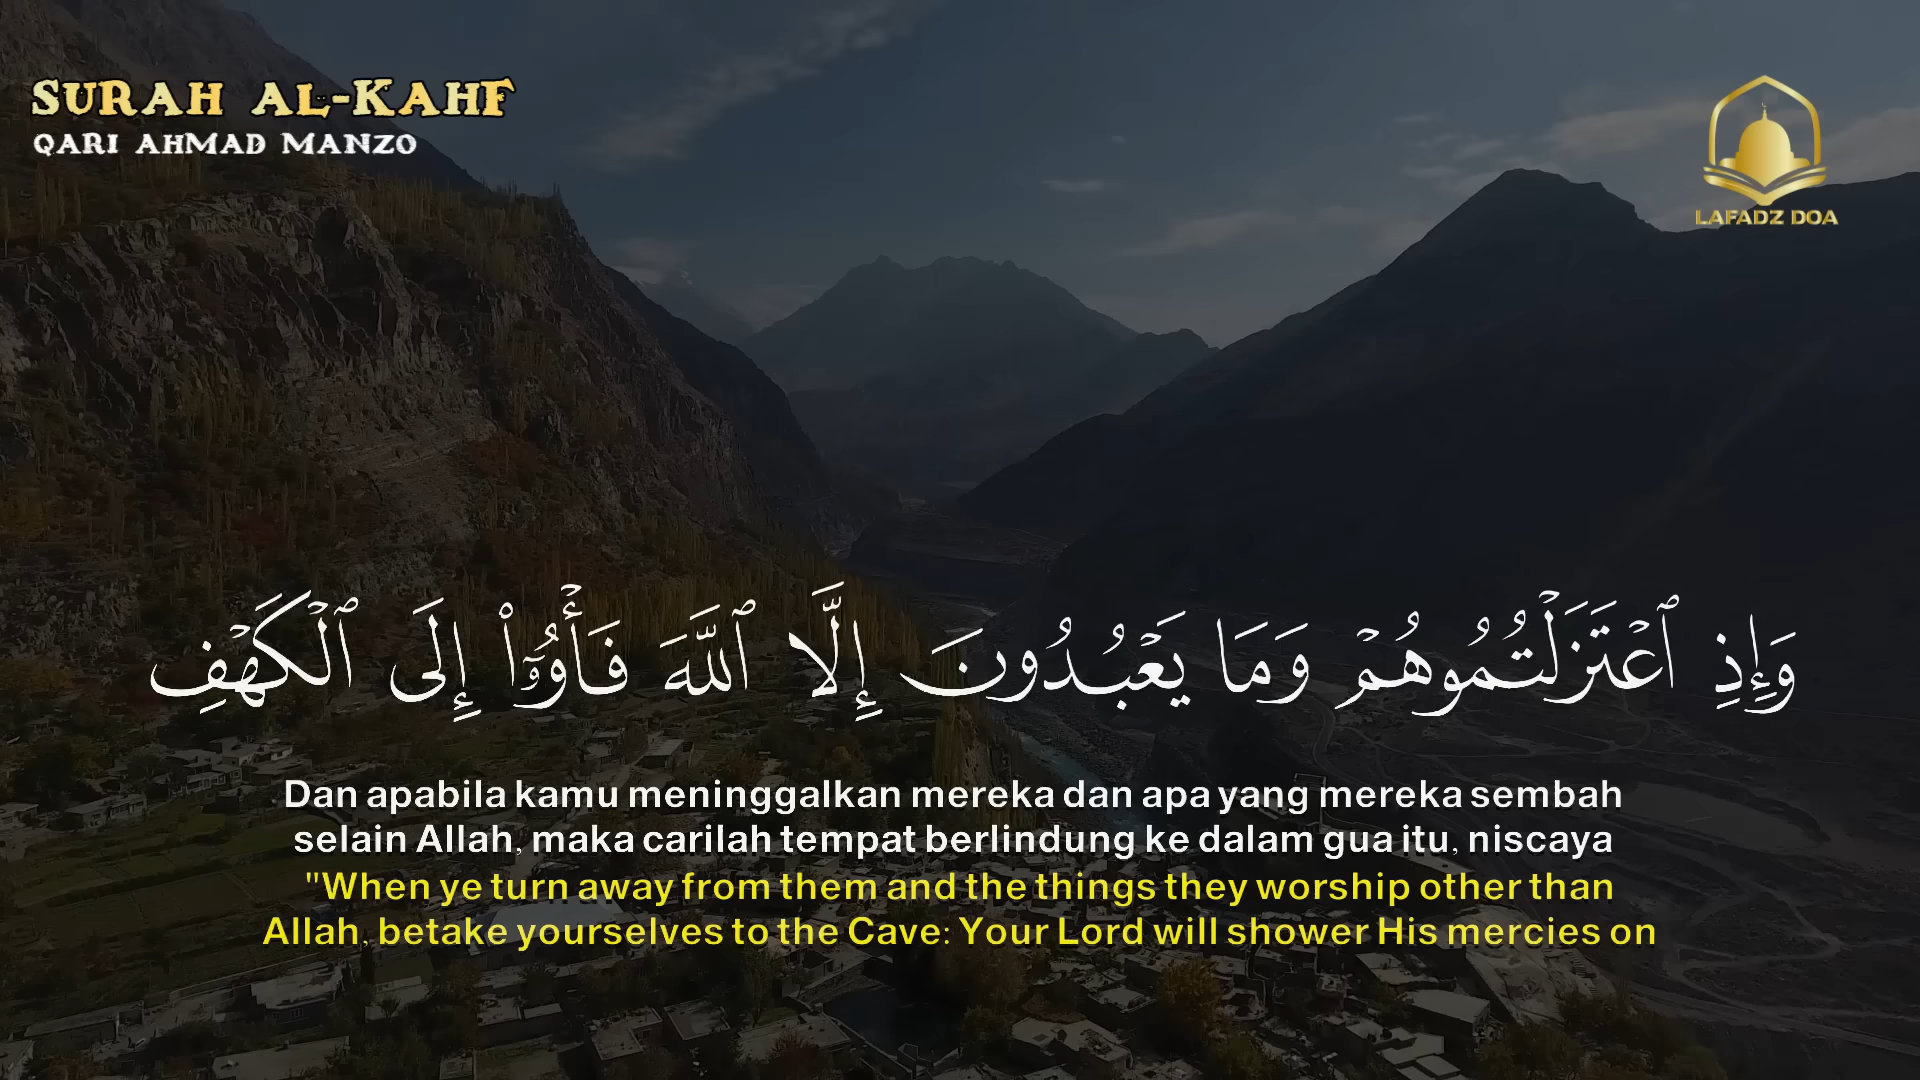 SURAH AL-KAHF
QARI AHMAD MANZO
LAFADZ DOA
وَإِذِ ٱعْتَزَلْتُمُوهُمْ وَمَا يَعْبُدُونَ إِلَّا ٱللَّهَ فَأْوُۥٓا۟ إِلَى ٱلْكَهْفِ
Dan apabila kamu meninggalkan mereka dan apa yang mereka sembah
selain Allah, maka carilah tempat berlindung ke dalam gua itu, niscaya
"When ye turn away from them and the things they worship other than
Allah, betake yourselves to the Cave: Your Lord will shower His mercies on